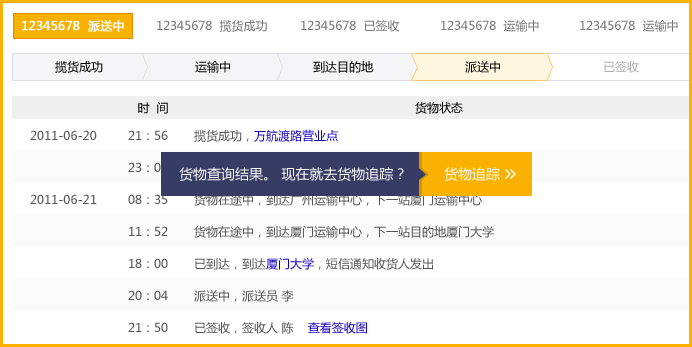 12345678 派送中 12345678 揽货成功 12345678 已签收 12345678 运输中 12345678 运输中
揽货成功 运输中 到达目的地 派送中 已签收
时 间 货物状态
2011-06-20 21：56 揽货成功，万航渡路营业点
23：0
货物查询结果。 现在就去货物追踪？ 货物追踪 »
2011-06-21 08：35 货物在途中，到达广州运输中心，下一站厦门运输中心
11：52 货物在途中，到达厦门运输中心，下一站目的地厦门大学
18：00 已到达，到达厦门大学，短信通知收货人发出
20：04 派送中，派送员 李
21：50 已签收，签收人 陈 查看签收图